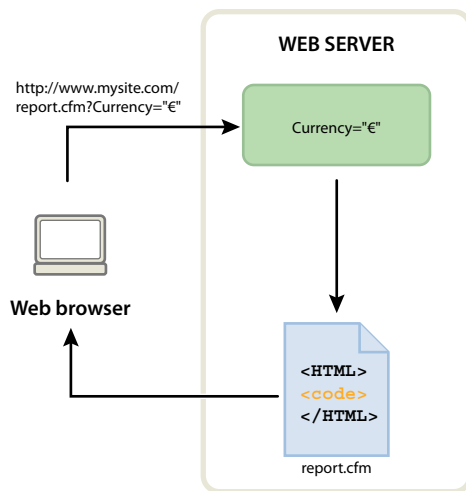 WEB SERVER
http://www.mysite.com/
report.cfm?Currency="€"
Currency="€"
Web browser
<HTML>
<code>
</HTML>
report.cfm